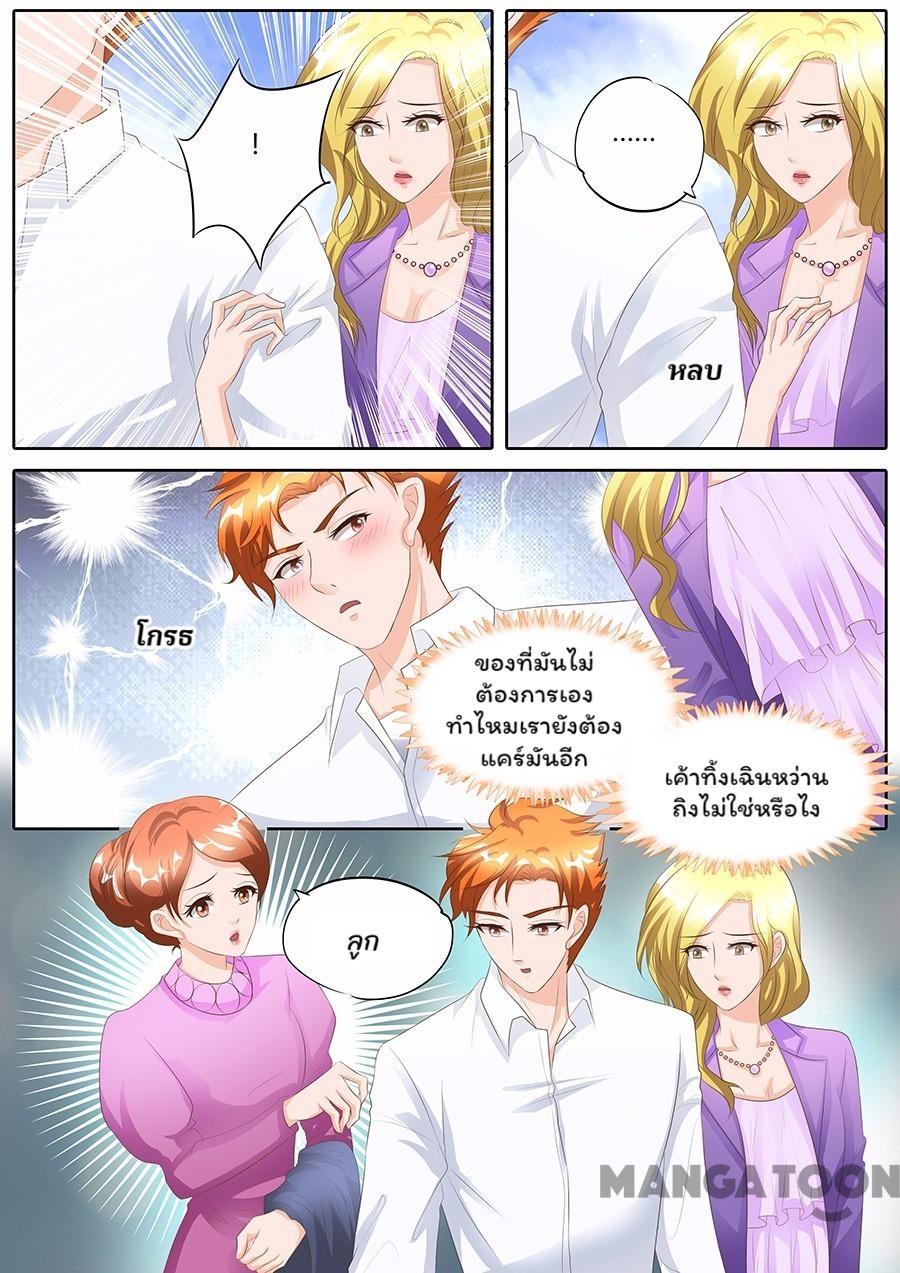 !
......
หลบ
โกรธ
ของที่มันไม่
ต้องการเอง
ทำไหมเรายังต้อง
แคร์มันอีก
เค้าทิ้งเฉินหว่าน
ถิงไม่ใช่หรือไง
ลูก
MANGATOON